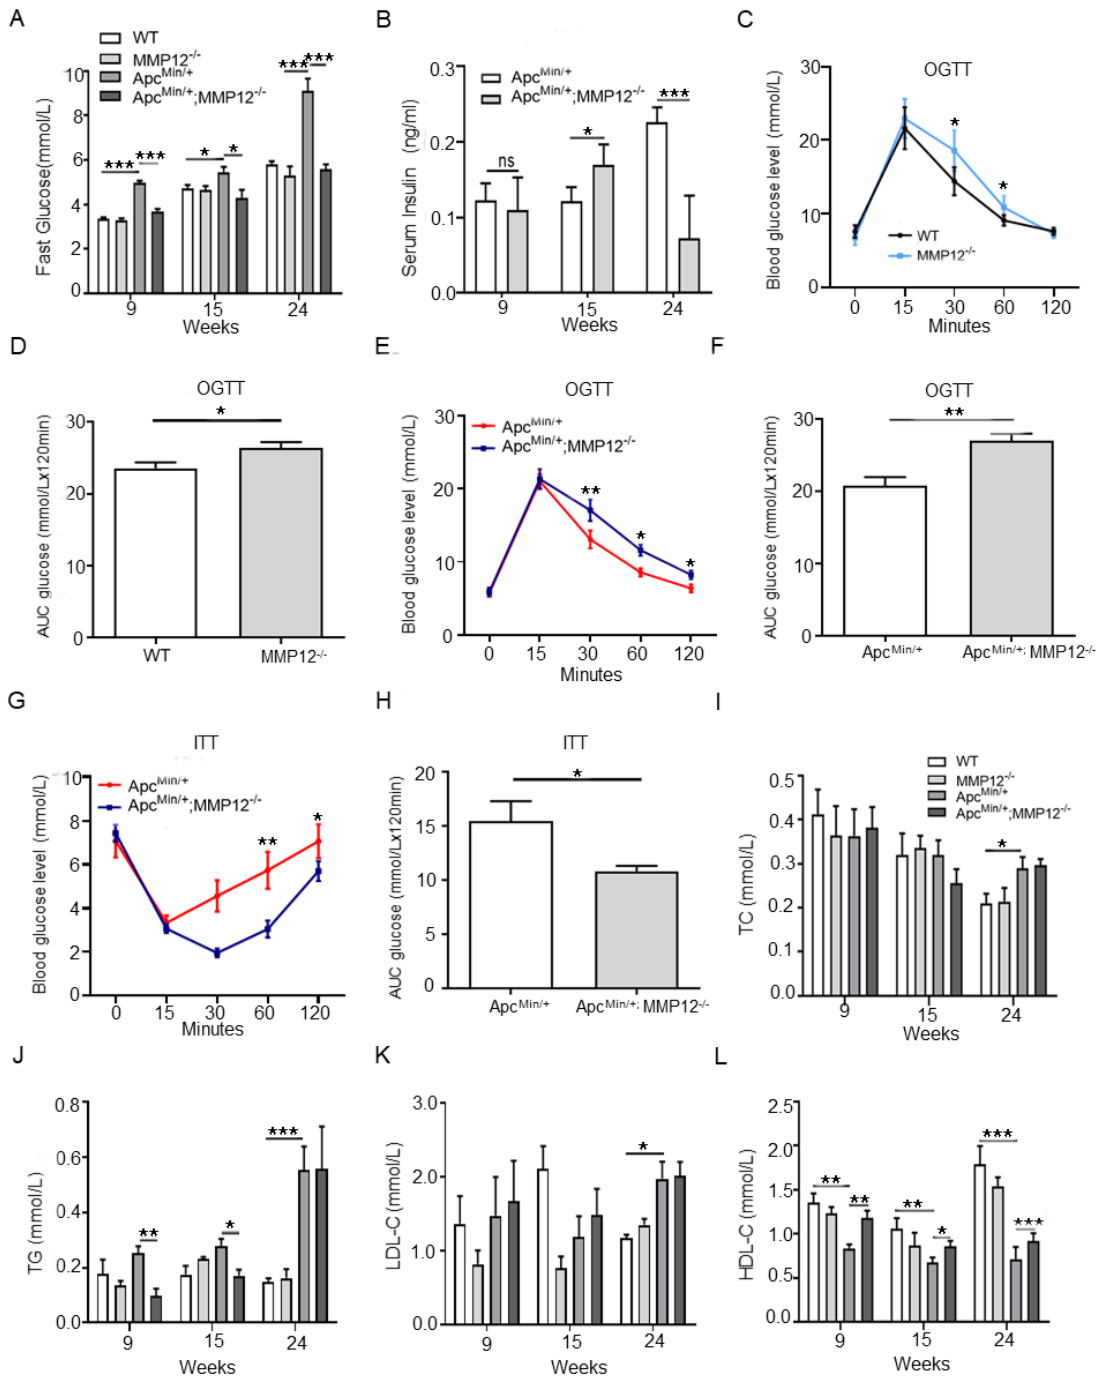 A
WT
MMP12-/-
ApcMin/+
ApcMin/+;MMP12-/-
Fast Glucose(mmol/L)
10
8
6
4
2
0
***
***
*
*
***
***
9
15
24
Weeks
B
ApcMin/+
ApcMin/+;MMP12-/-
Serum Insulin (ng/ml)
0.3
0.2
0.1
0.0
ns
*
***
9
15
24
Weeks
C
OGTT
Blood glucose level (mmol/L)
30
20
10
0
*
*
WT
MMP12-/-
0
15
30
60
120
Minutes
D
OGTT
AUC glucose (mmol/Lx120min)
30
20
10
0
*
WT
MMP12-/-
E
OGTT
Blood glucose level (mmol/L)
30
20
10
0
ApcMin/+
ApcMin/+;MMP12-/-
**
*
*
0
15
30
60
120
Minutes
F
OGTT
AUC glucose (mmol/Lx120min)
30
20
10
0
**
ApcMin/+
ApcMin/+; MMP12-/-
G
ITT
Blood glucose level (mmol/L)
10
8
6
4
2
0
ApcMin/+
ApcMin/+;MMP12-/-
**
*
0
15
30
60
120
Minutes
H
ITT
AUC glucose (mmol/Lx120min)
20
15
10
5
0
*
ApcMin/+
ApcMin/+; MMP12-/-
I
WT
MMP12-/-
ApcMin/+
ApcMin/+;MMP12-/-
TC (mmol/L)
0.5
0.4
0.3
0.2
0.1
0.0
*
9
15
24
Weeks
J
TG (mmol/L)
0.8
0.6
0.4
0.2
0.0
**
*
***
9
15
24
Weeks
K
LDL-C (mmol/L)
3.0
2.0
1.0
0.0
*
9
15
24
Weeks
L
HDL-C (mmol/L)
2.5
2.0
1.5
1.0
0.5
0.0
**
**
**
*
***
***
9
15
24
Weeks